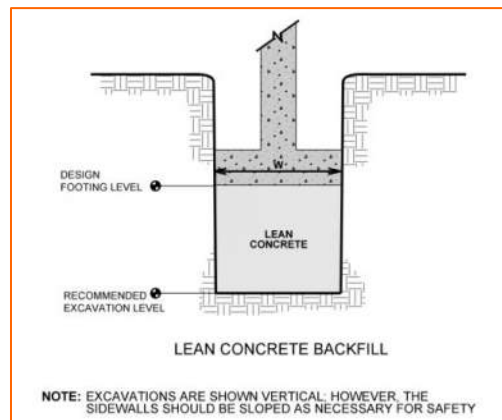 DESIGN
FOOTING LEVEL
W
LEAN
CONCRETE
RECOMMENDED
EXCAVATION LEVEL
LEAN CONCRETE BACKFILL
NOTE: EXCAVATIONS ARE SHOWN VERTICAL; HOWEVER, THE
SIDEWALLS SHOULD BE SLOPED AS NECESSARY FOR SAFETY